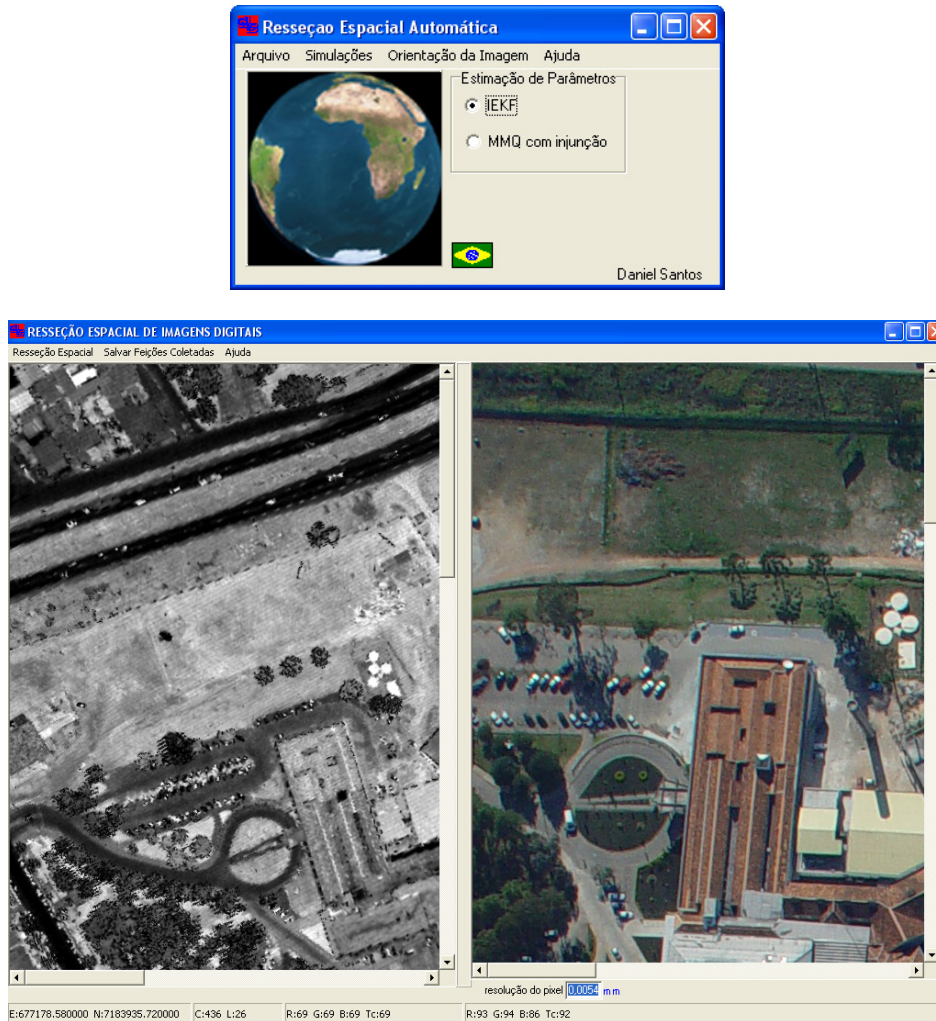 Resseçao Espacial Automática
Arquivo Simulações Orientação da Imagem Ajuda
Estimação de Parâmetros
IEKF
MMQ com injunção
Daniel Santos
RESSEÇÃO ESPACIAL DE IMAGENS DIGITAIS
Resseção Espacial Salvar Feições Coletadas Ajuda
resolução do pixel 0,0054 mm
E:677178.580000 N:7183935.720000 C:436 L:26 R:69 G:69 B:69 Tc:69 R:93 G:94 B:86 Tc:92